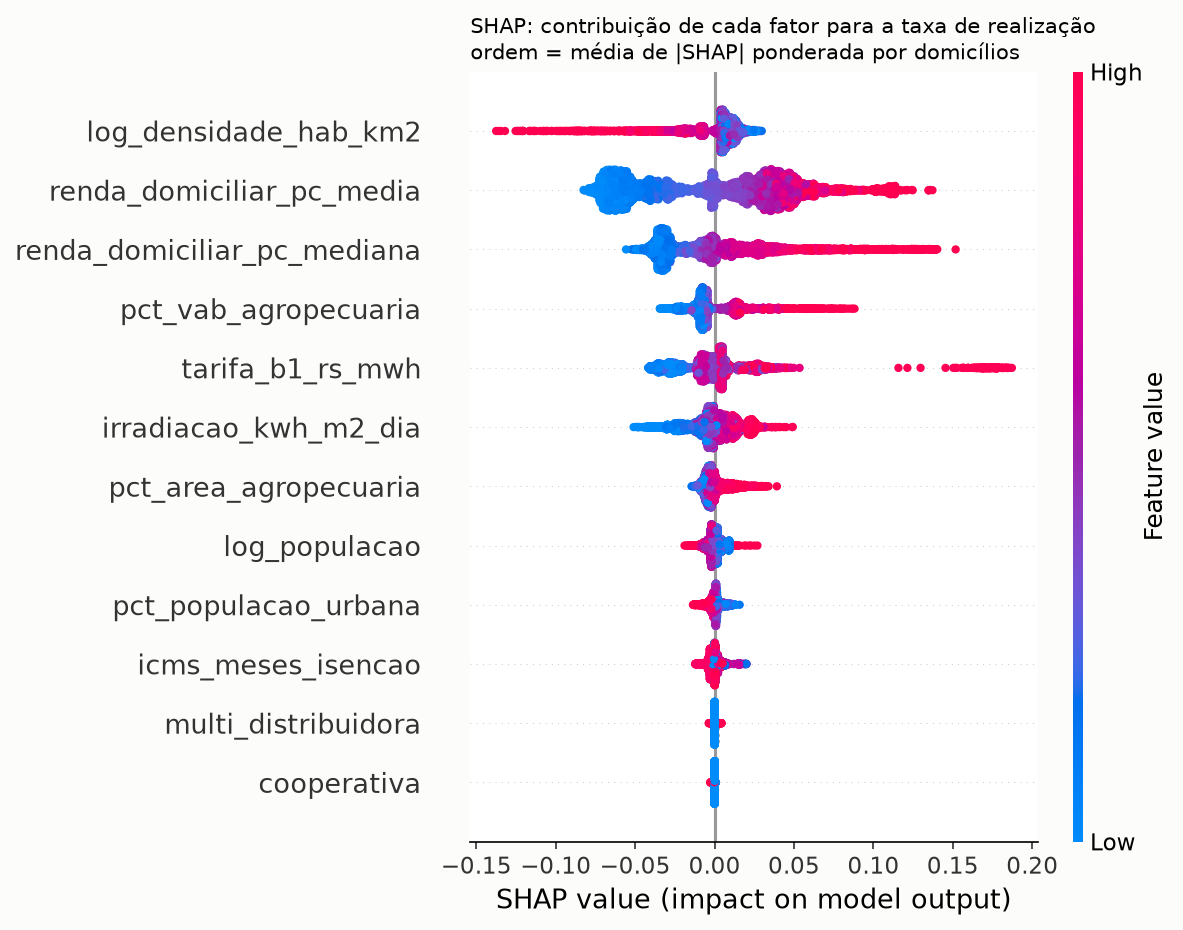 SHAP: contribuição de cada fator para a taxa de realização
ordem = média de |SHAP| ponderada por domicílios
High
log_densidade_hab_km2
renda_domiciliar_pc_media
renda_domiciliar_pc_mediana
pct_vab_agropecuaria
tarifa_b1_rs_mwh
irradiacao_kwh_m2_dia
pct_area_agropecuaria
log_populacao
pct_populacao_urbana
icms_meses_isencao
multi_distribuidora
cooperativa
Feature value
Low
−0.15 −0.10 −0.05 0.00 0.05 0.10 0.15 0.20
SHAP value (impact on model output)